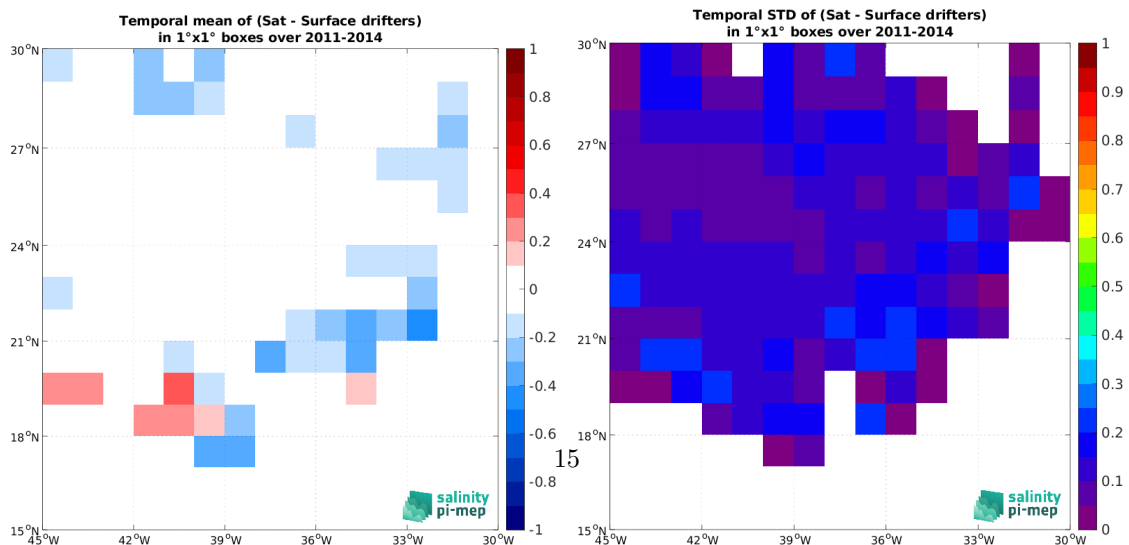 Temporal mean of (Sat - Surface drifters)
in 1°x1° boxes over 2011-2014
30°N
27°N
24°N
21°N
18°N
15°N
45°W
42°W
39°W
36°W
33°W
30°W
1
0.8
0.6
0.4
0.2
0
-0.2
-0.4
-0.6
-0.8
-1
salinity
pi-mep
15
Temporal STD of (Sat - Surface drifters)
in 1°x1° boxes over 2011-2014
30°N
27°N
24°N
21°N
18°N
15°N
45°W
42°W
39°W
36°W
33°W
30°W
1
0.9
0.8
0.7
0.6
0.5
0.4
0.3
0.2
0.1
0
salinity
pi-mep